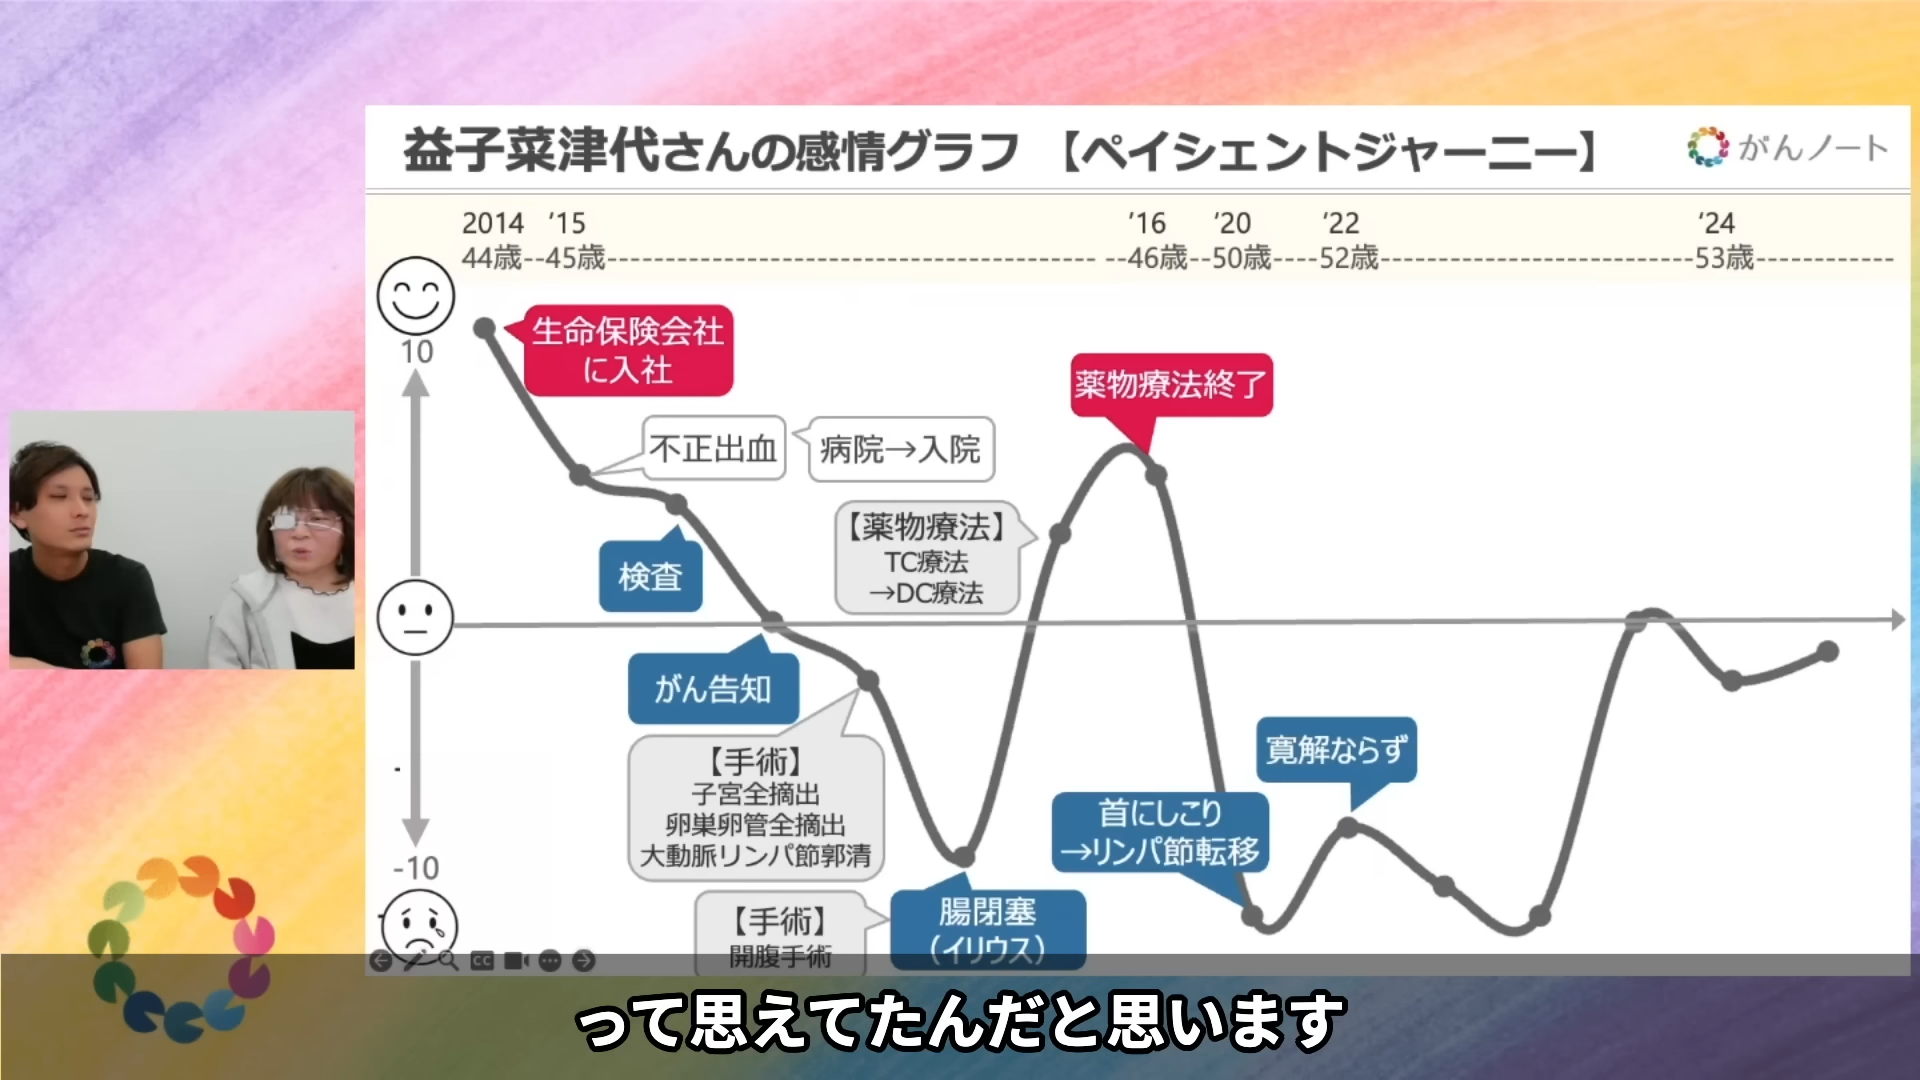 益子菜津代さんの感情グラフ 【ペイシェントジャーニー】
がんノート
2014 ‘15 ‘16 ‘20 ‘22 ‘24
44歳--45歳---46歳--50歳----52歳---53歳---
10
生命保険会社
に入社
不正出血
病院→入院
薬物療法終了
【薬物療法】
TC療法
→DC療法
検査
がん告知
【手術】
子宮全摘出
卵巣卵管全摘出
大動脈リンパ節郭清
寛解ならず
首にしこり
→リンパ節転移
-10
【手術】
開腹手術
腸閉塞
（イリウス）
CC
って思えてたんだと思います